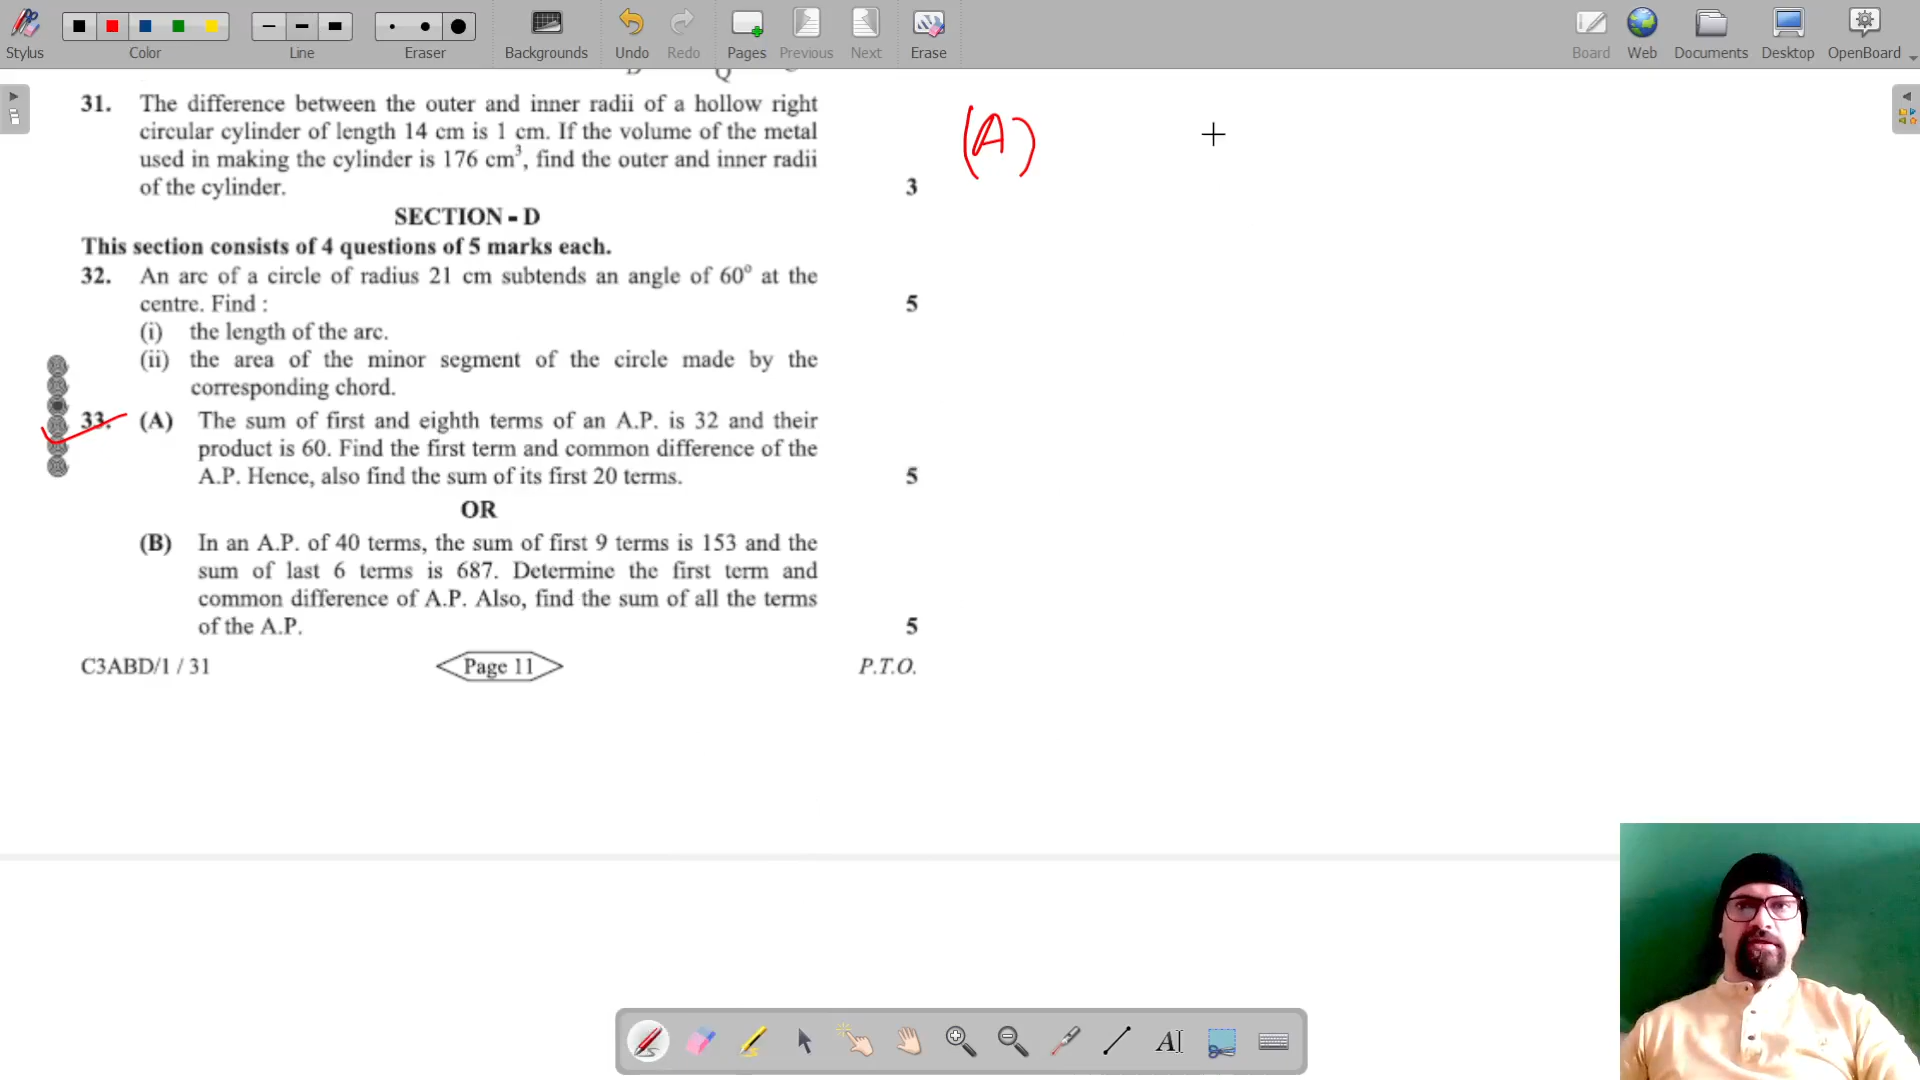 Stylus Color Line Eraser Backgrounds Undo Redo Pages Previous Next Erase Board Web Documents Desktop OpenBoard
31. The difference between the outer and inner radii of a hollow right
circular cylinder of length 14 cm is 1 cm. If the volume of the metal
used in making the cylinder is 176 cm³, find the outer and inner radii
of the cylinder. 3
(A)
SECTION - D
This section consists of 4 questions of 5 marks each.
32. An arc of a circle of radius 21 cm subtends an angle of 60° at the
centre. Find : 5
(i) the length of the arc.
(ii) the area of the minor segment of the circle made by the
corresponding chord.
33. (A) The sum of first and eighth terms of an A.P. is 32 and their
product is 60. Find the first term and common difference of the
A.P. Hence, also find the sum of its first 20 terms. 5
OR
(B) In an A.P. of 40 terms, the sum of first 9 terms is 153 and the
sum of last 6 terms is 687. Determine the first term and
common difference of A.P. Also, find the sum of all the terms
of the A.P. 5
C3ABD/1 / 31 Page 11 P.T.O.